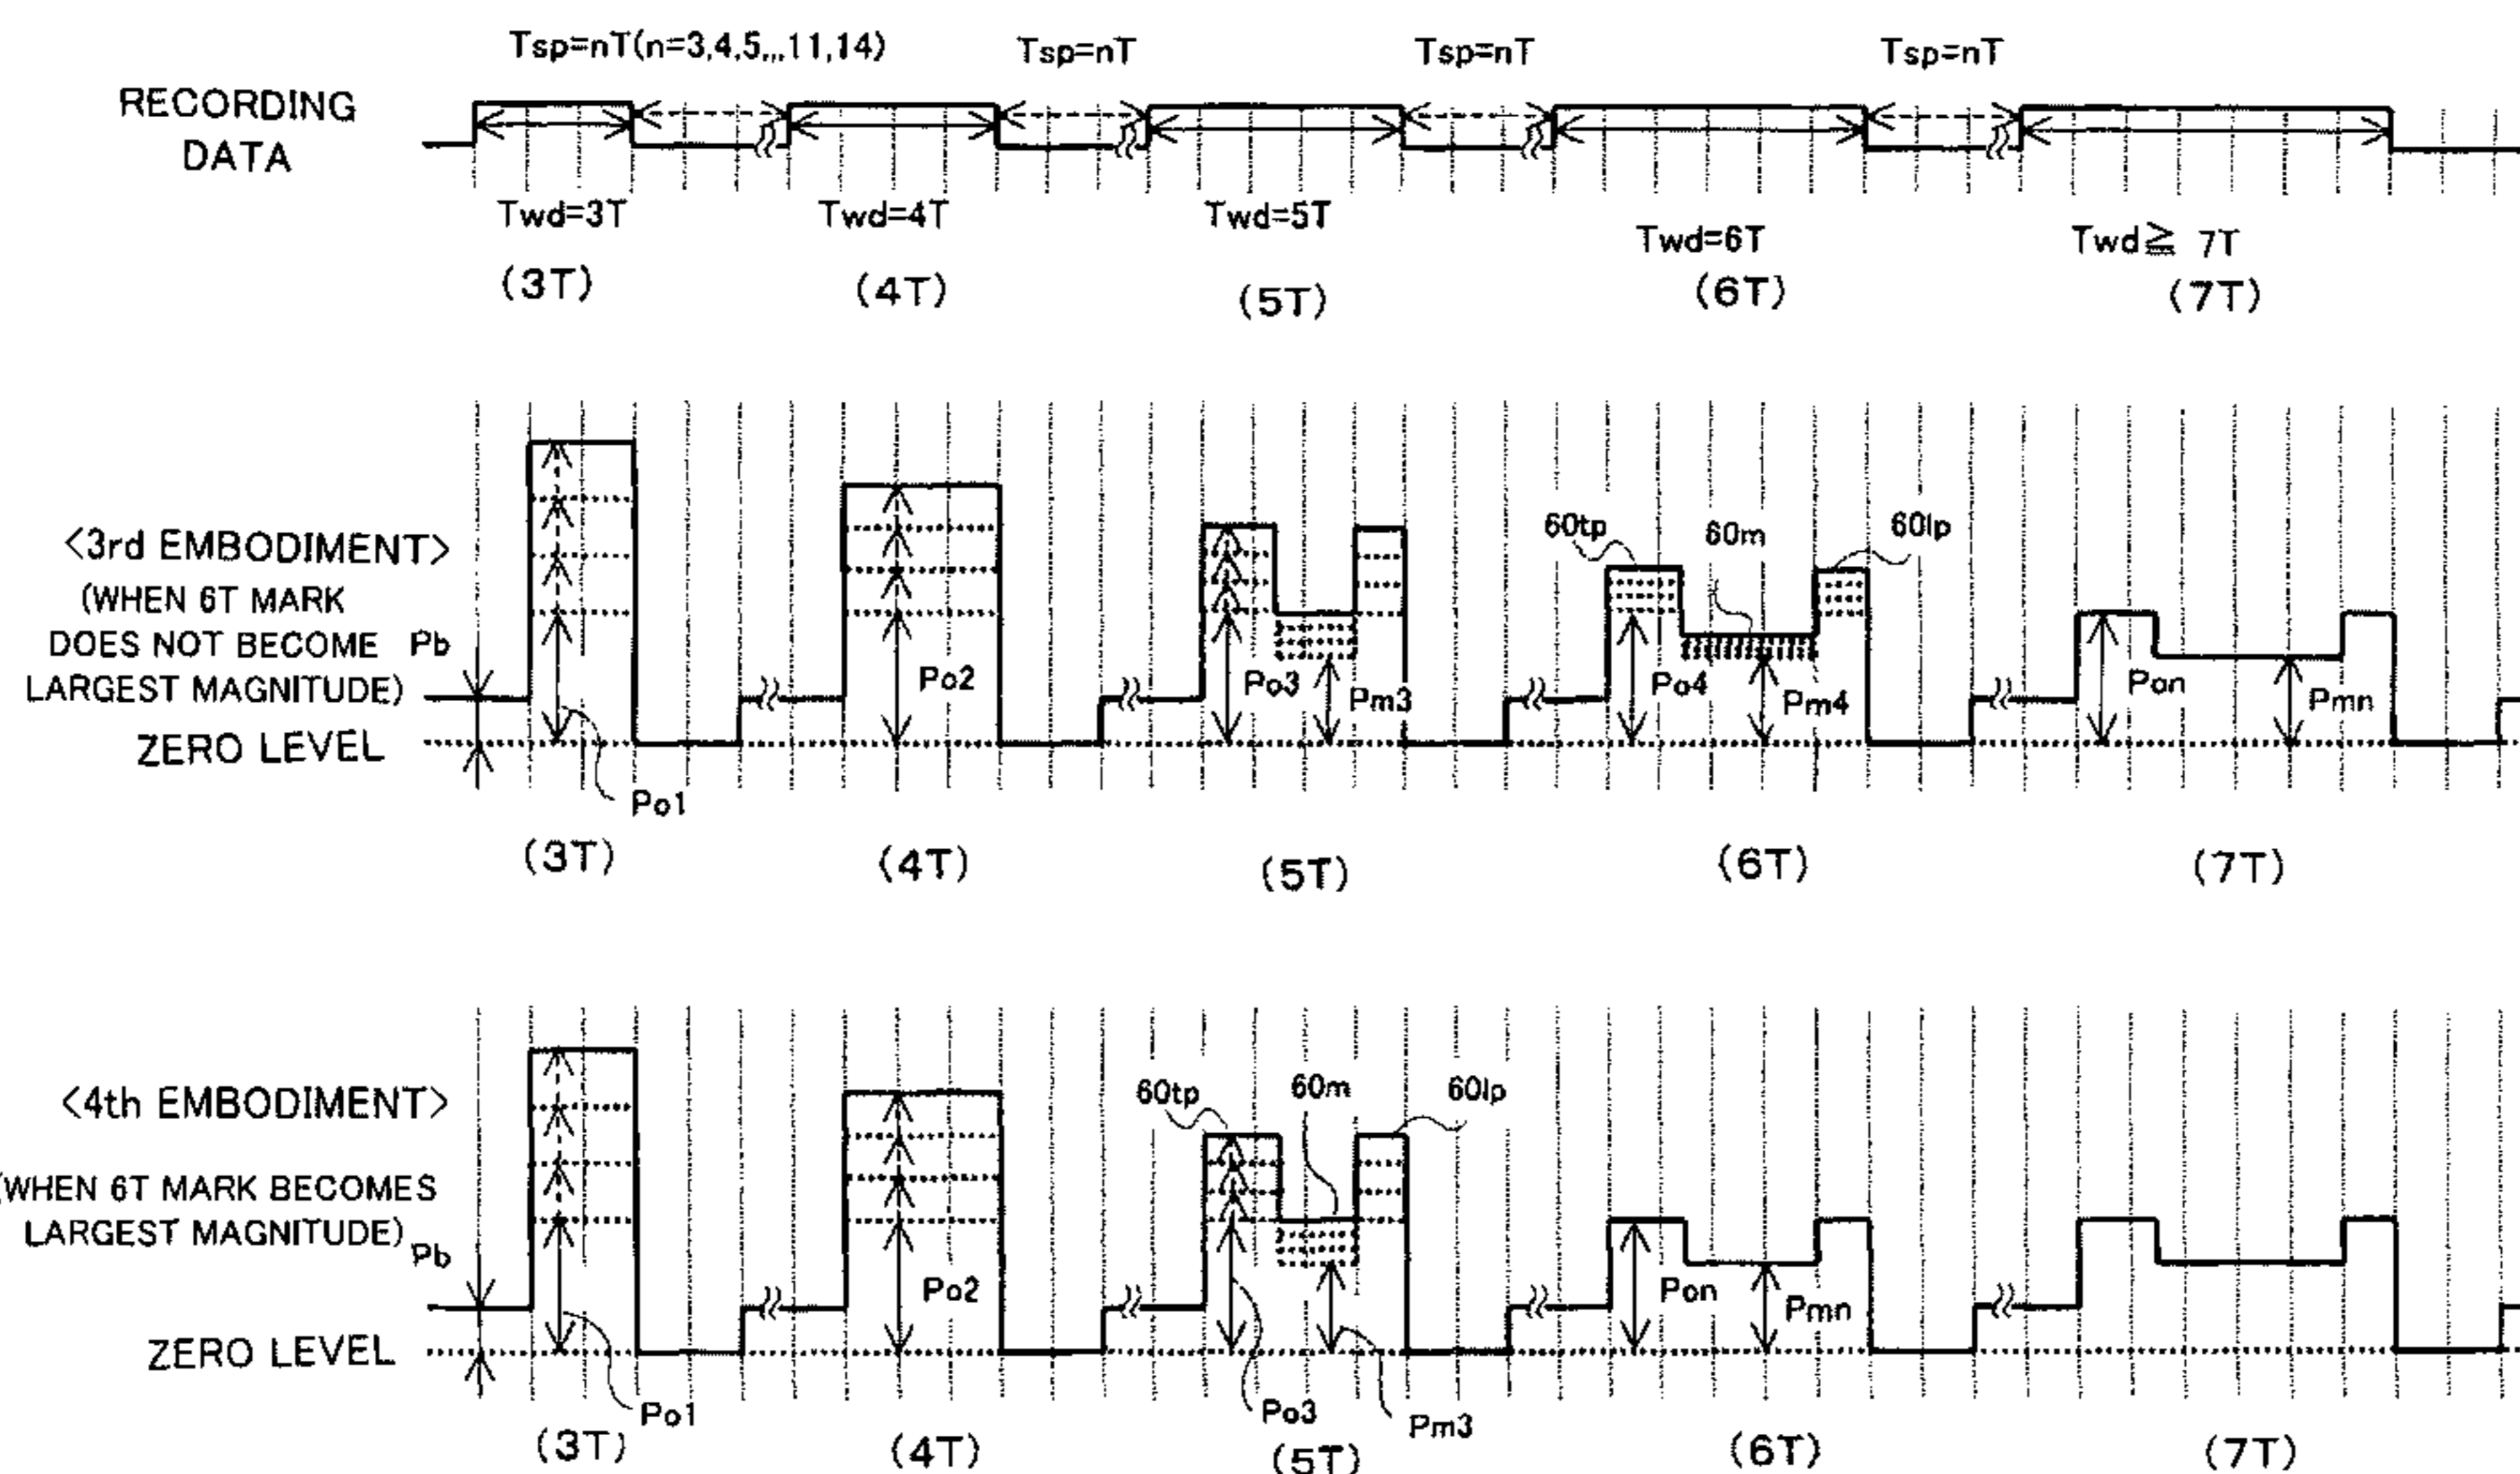 Tsp=nT(n=3,4,5,,,11,14)
Tsp=nT
Tsp=nT
Tsp=nT
RECORDING
DATA
Twd=3T
Twd=4T
Twd=5T
Twd=6T
Twd≧ 7T
(3T)
(4T)
(5T)
(6T)
(7T)
<3rd EMBODIMENT>
(WHEN 6T MARK
DOES NOT BECOME
LARGEST MAGNITUDE)
Pb
ZERO LEVEL
Po1
Po2
Po3
Pm3
60tp
60m
60lp
Po4
Pm4
Pon
Pmn
(3T)
(4T)
(5T)
(6T)
(7T)
<4th EMBODIMENT>
(WHEN 6T MARK BECOMES
LARGEST MAGNITUDE)
Pb
ZERO LEVEL
Po1
Po2
60tp
60m
60lp
Po3
Pm3
Pon
Pmn
(3T)
(4T)
(5T)
(6T)
(7T)